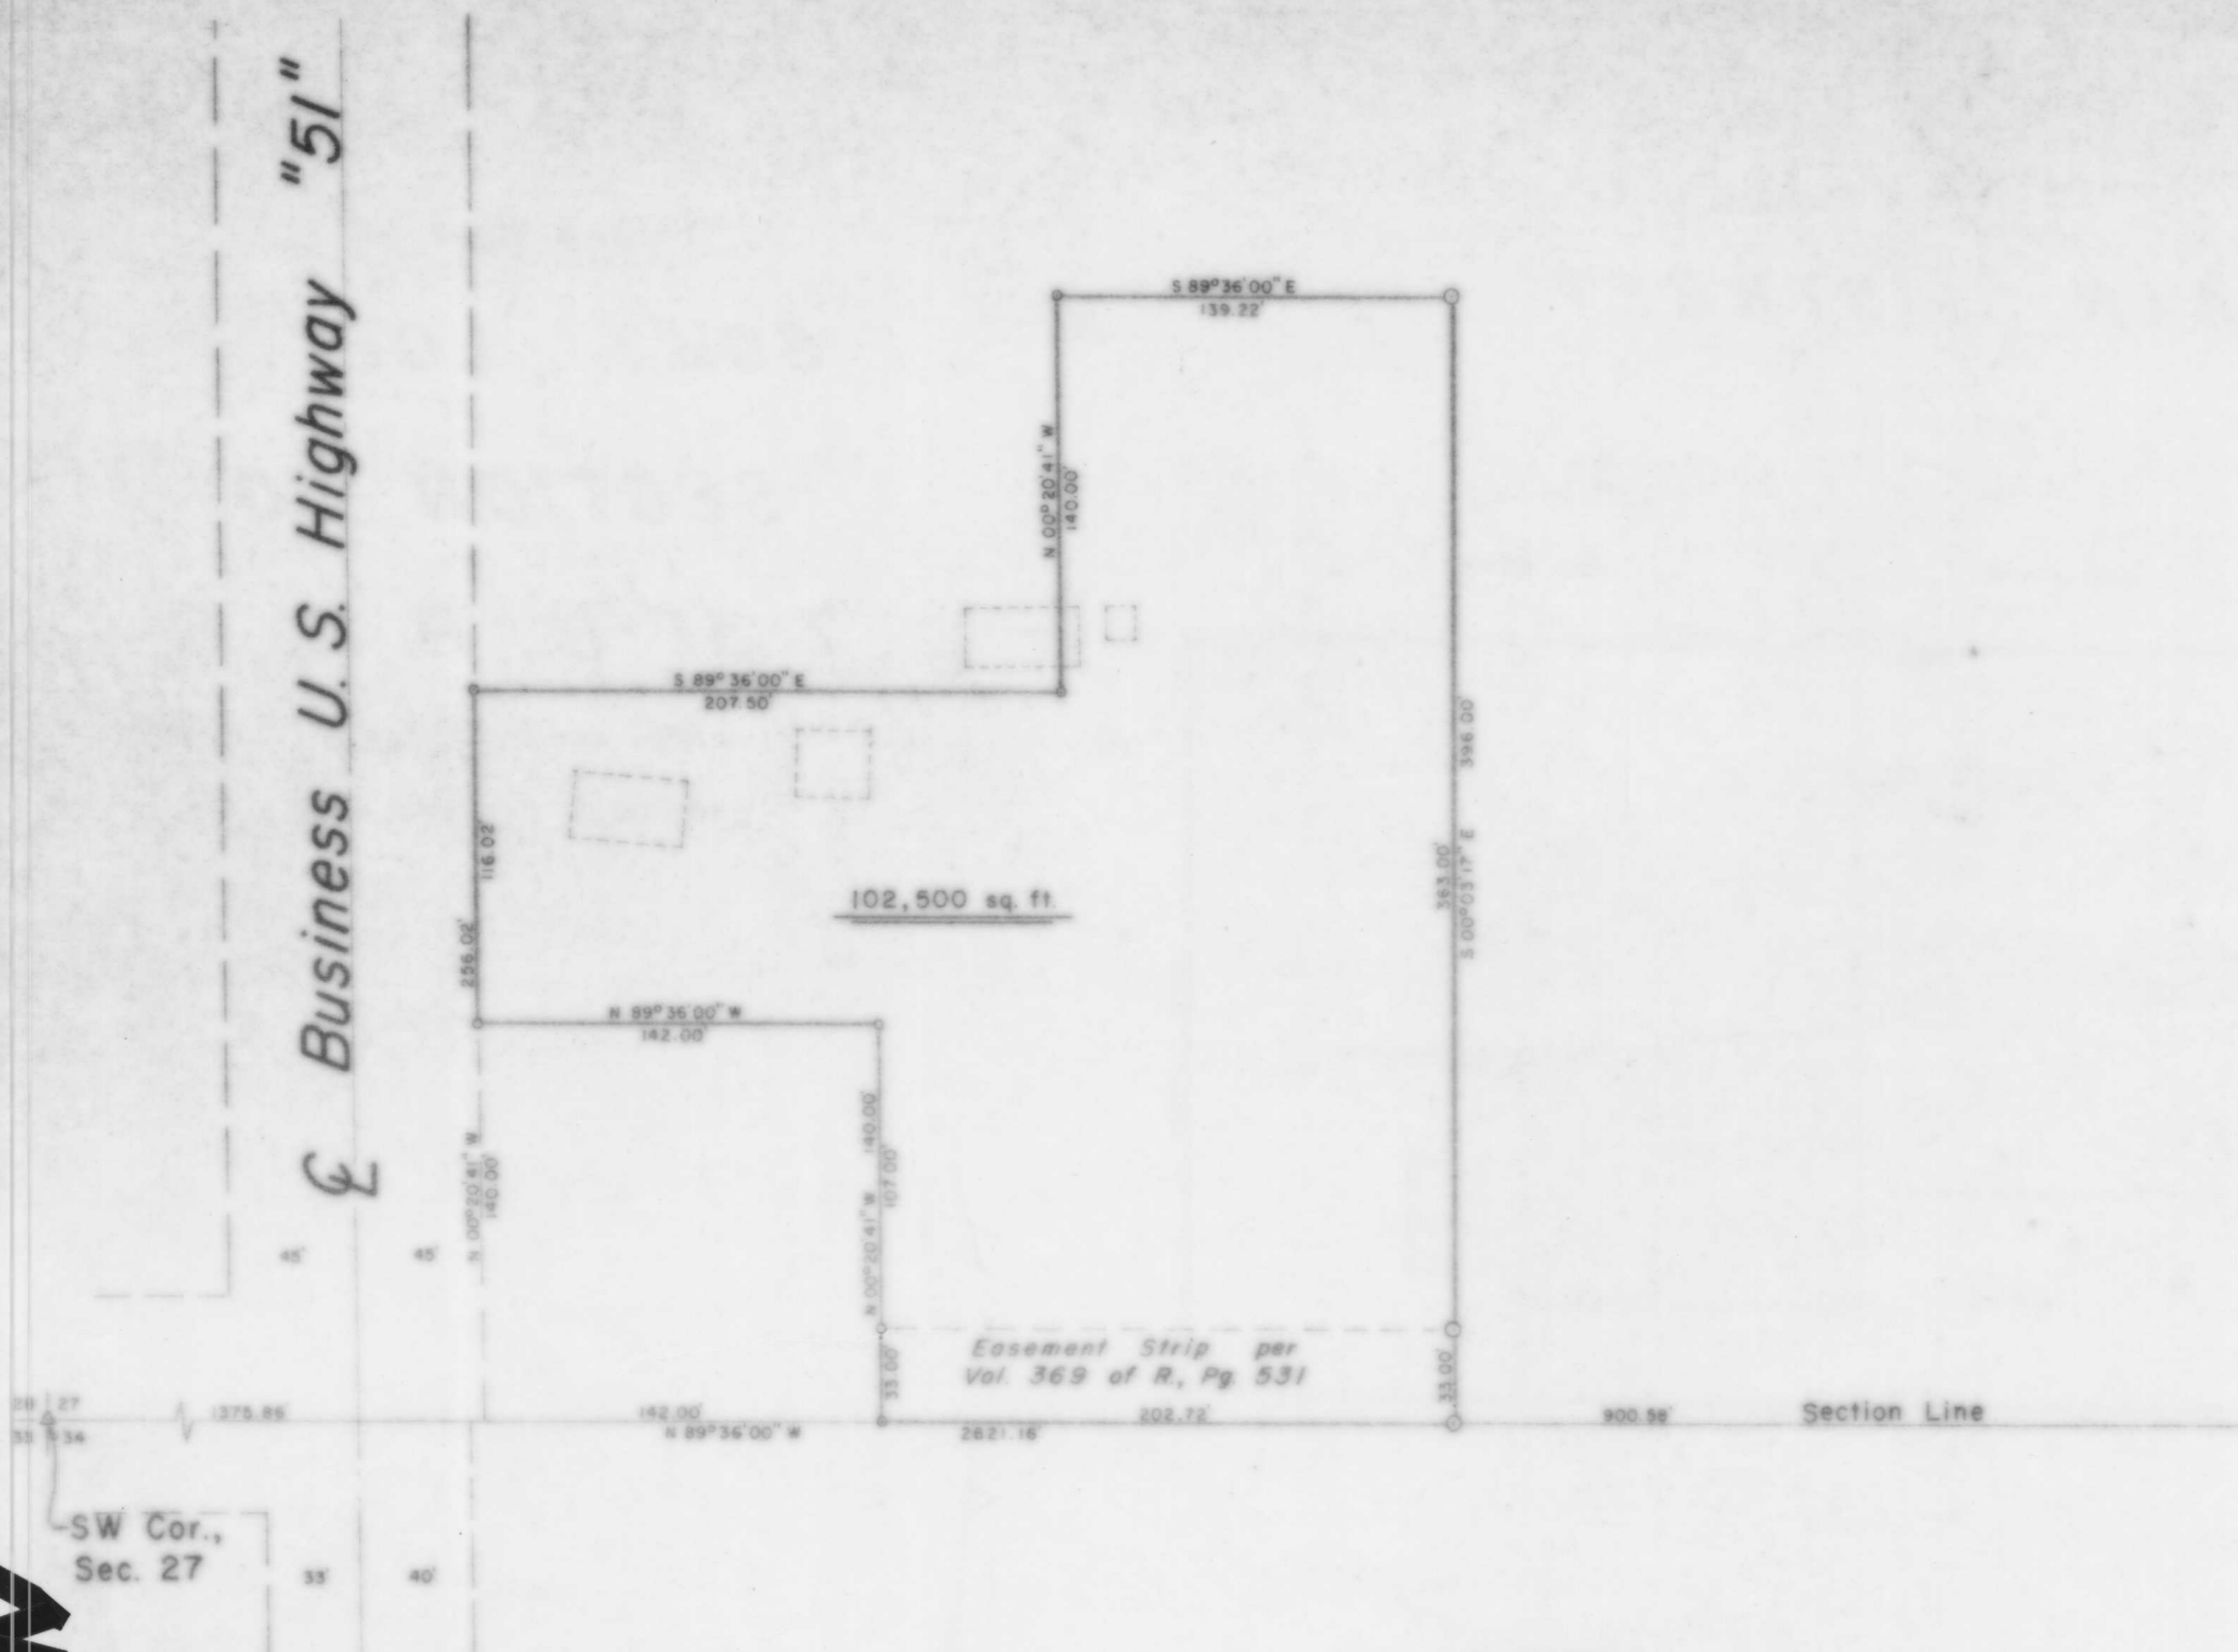 "51"
Business U. S. Highway
℄
S 89° 36' 00" E
139.22'
N 00° 20' 41" W
140.00'
S 89° 36' 00" E
207.50'
396.00'
363.00'
S 00° 03' 17" E
116.02'
256.02'
102,500 sq. ft.
N 89° 36' 00" W
142.00'
N 00° 20' 41" W
140.00'
140.00'
107.00'
N 00° 20' 41" W
45'
45'
Easement Strip per
Vol. 369 of R., Pg. 531
33.00'
33.00'
28 27
33 34
1375.86'
142.00'
N 89° 36' 00" W
202.72'
2621.16'
900.58'
Section Line
SW Cor.,
Sec. 27
33'
40'